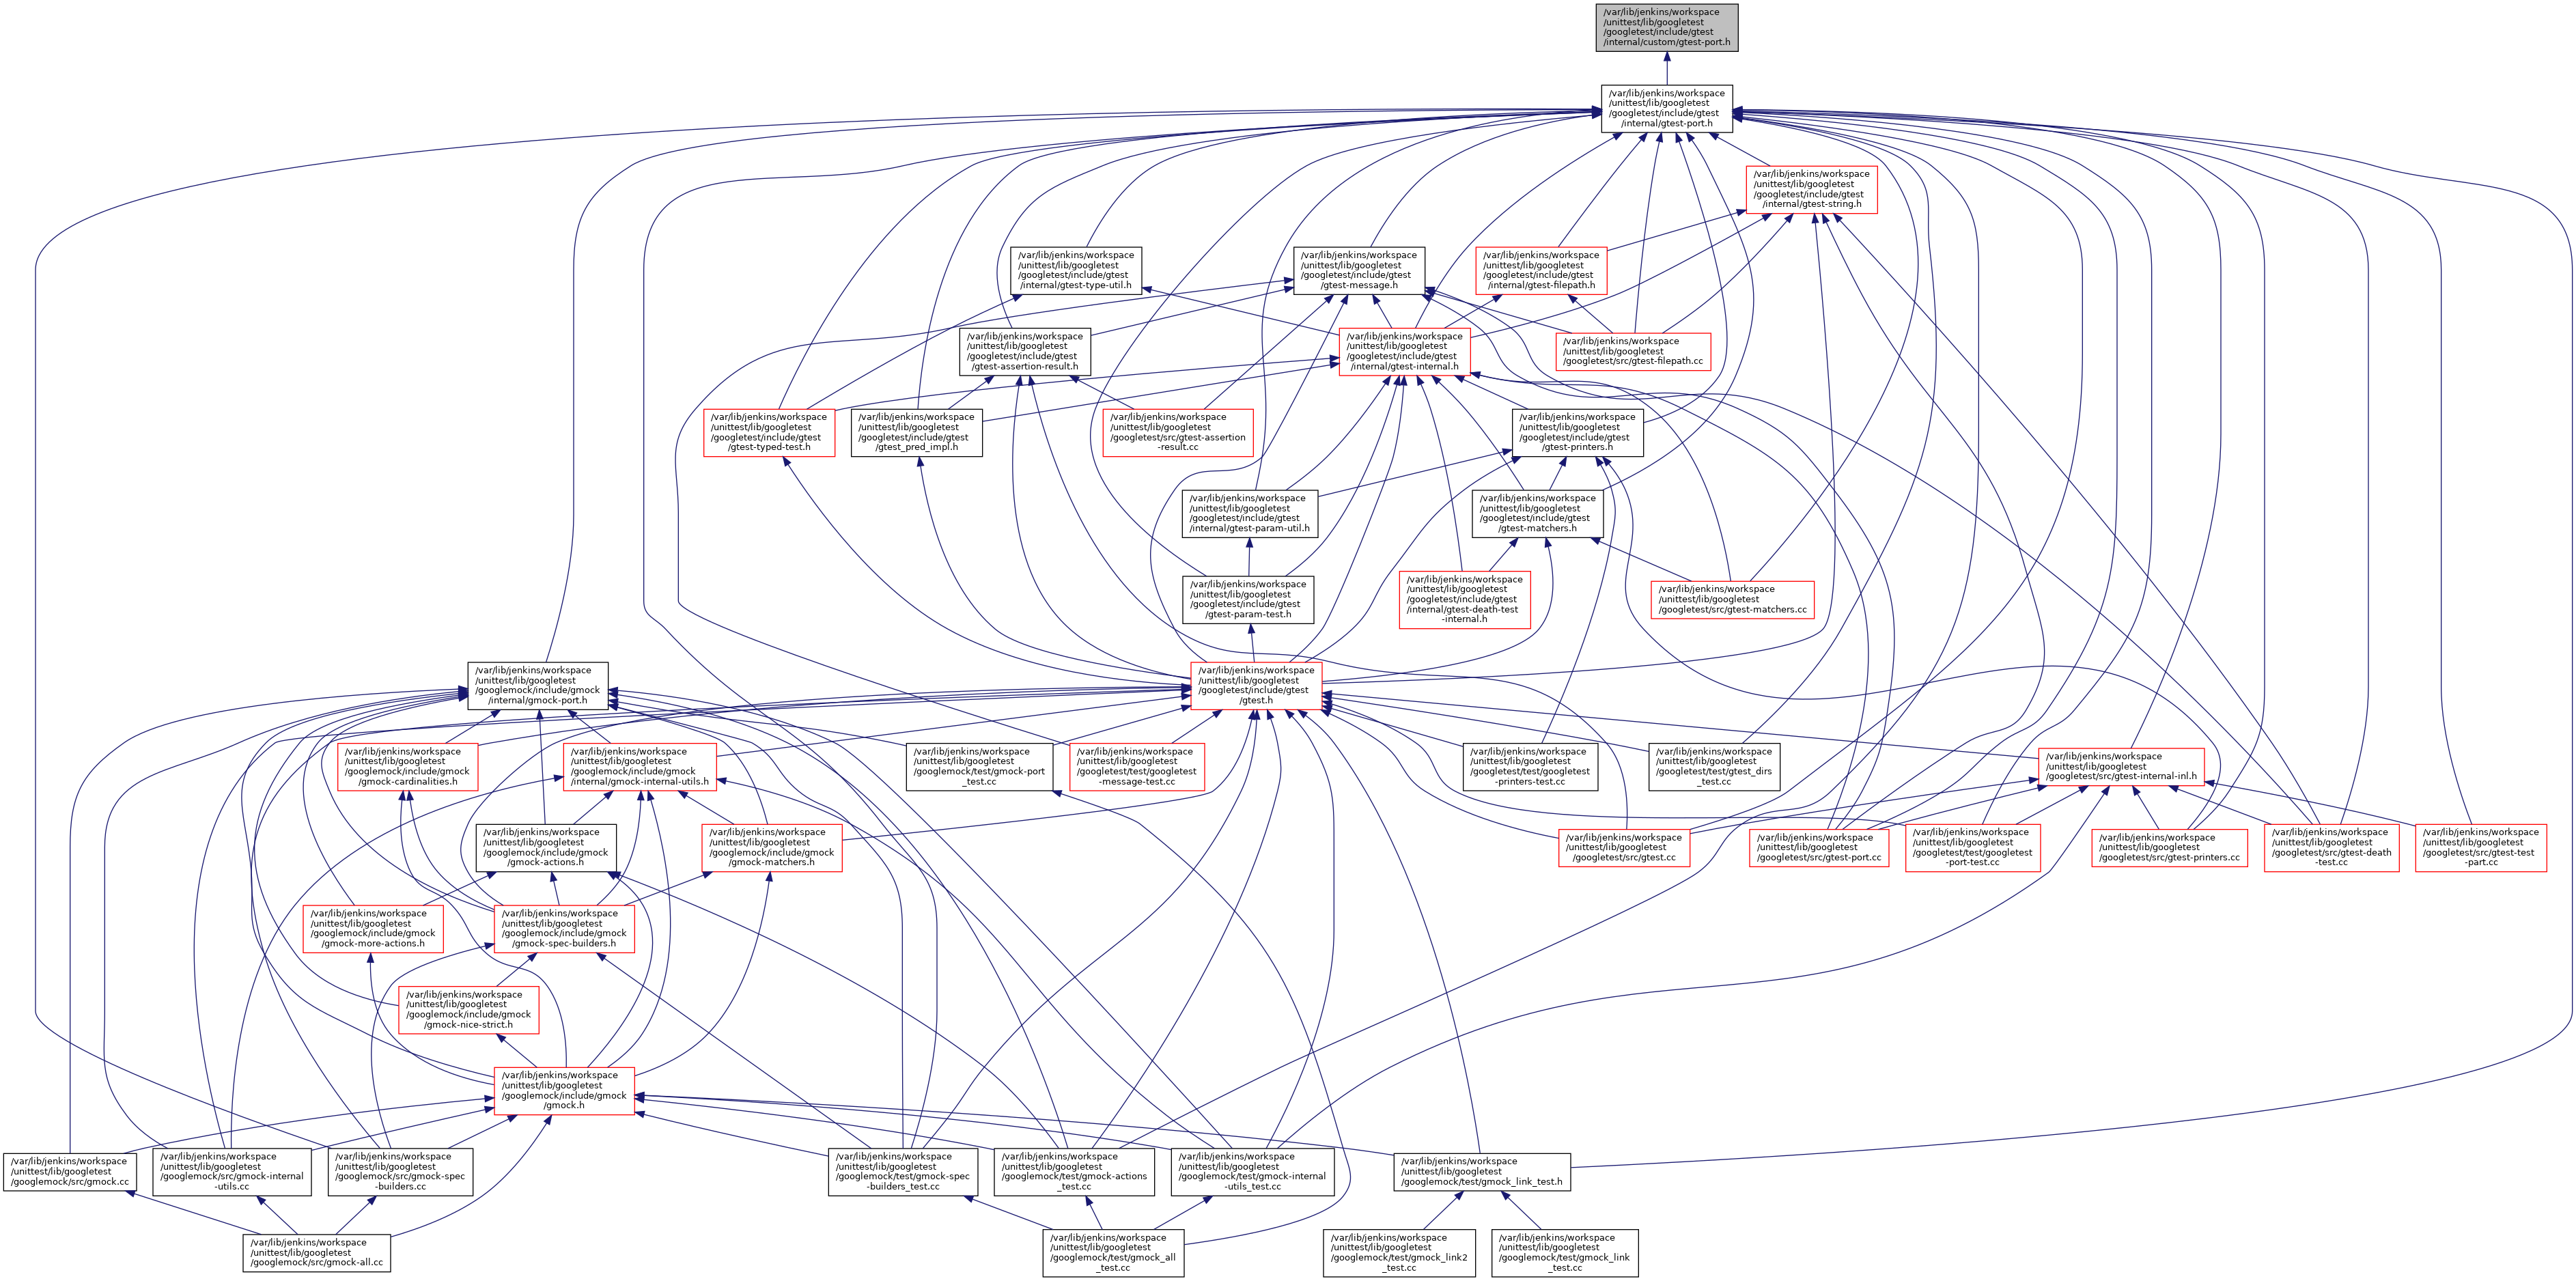 /var/lib/jenkins/workspace
/unittest/lib/googletest
/googletest/include/gtest
/internal/custom/gtest-port.h
/var/lib/jenkins/workspace
/unittest/lib/googletest
/googletest/include/gtest
/internal/gtest-port.h
/var/lib/jenkins/workspace
/unittest/lib/googletest
/googletest/include/gtest
/internal/gtest-string.h
/var/lib/jenkins/workspace
/unittest/lib/googletest
/googletest/include/gtest
/internal/gtest-type-util.h
/var/lib/jenkins/workspace
/unittest/lib/googletest
/googletest/include/gtest
/gtest-message.h
/var/lib/jenkins/workspace
/unittest/lib/googletest
/googletest/include/gtest
/internal/gtest-filepath.h
/var/lib/jenkins/workspace
/unittest/lib/googletest
/googletest/include/gtest
/gtest-assertion-result.h
/var/lib/jenkins/workspace
/unittest/lib/googletest
/googletest/include/gtest
/internal/gtest-internal.h
/var/lib/jenkins/workspace
/unittest/lib/googletest
/googletest/src/gtest-filepath.cc
/var/lib/jenkins/workspace
/unittest/lib/googletest
/googletest/include/gtest
/gtest-typed-test.h
/var/lib/jenkins/workspace
/unittest/lib/googletest
/googletest/include/gtest
/gtest_pred_impl.h
/var/lib/jenkins/workspace
/unittest/lib/googletest
/googletest/src/gtest-assertion
-result.cc
/var/lib/jenkins/workspace
/unittest/lib/googletest
/googletest/include/gtest
/gtest-printers.h
/var/lib/jenkins/workspace
/unittest/lib/googletest
/googletest/include/gtest
/internal/gtest-param-util.h
/var/lib/jenkins/workspace
/unittest/lib/googletest
/googletest/include/gtest
/gtest-matchers.h
/var/lib/jenkins/workspace
/unittest/lib/googletest
/googletest/include/gtest
/gtest-param-test.h
/var/lib/jenkins/workspace
/unittest/lib/googletest
/googletest/include/gtest
/internal/gtest-death-test
-internal.h
/var/lib/jenkins/workspace
/unittest/lib/googletest
/googletest/src/gtest-matchers.cc
/var/lib/jenkins/workspace
/unittest/lib/googletest
/googlemock/include/gmock
/internal/gmock-port.h
/var/lib/jenkins/workspace
/unittest/lib/googletest
/googletest/include/gtest
/gtest.h
/var/lib/jenkins/workspace
/unittest/lib/googletest
/googlemock/include/gmock
/gmock-cardinalities.h
/var/lib/jenkins/workspace
/unittest/lib/googletest
/googlemock/include/gmock
/internal/gmock-internal-utils.h
/var/lib/jenkins/workspace
/unittest/lib/googletest
/googlemock/test/gmock-port
_test.cc
/var/lib/jenkins/workspace
/unittest/lib/googletest
/googletest/test/googletest
-message-test.cc
/var/lib/jenkins/workspace
/unittest/lib/googletest
/googletest/test/googletest
-printers-test.cc
/var/lib/jenkins/workspace
/unittest/lib/googletest
/googletest/test/gtest_dirs
_test.cc
/var/lib/jenkins/workspace
/unittest/lib/googletest
/googletest/src/gtest-internal-inl.h
/var/lib/jenkins/workspace
/unittest/lib/googletest
/googlemock/include/gmock
/gmock-actions.h
/var/lib/jenkins/workspace
/unittest/lib/googletest
/googlemock/include/gmock
/gmock-matchers.h
/var/lib/jenkins/workspace
/unittest/lib/googletest
/googletest/src/gtest.cc
/var/lib/jenkins/workspace
/unittest/lib/googletest
/googletest/src/gtest-port.cc
/var/lib/jenkins/workspace
/unittest/lib/googletest
/googletest/test/googletest
-port-test.cc
/var/lib/jenkins/workspace
/unittest/lib/googletest
/googletest/src/gtest-printers.cc
/var/lib/jenkins/workspace
/unittest/lib/googletest
/googletest/src/gtest-death
-test.cc
/var/lib/jenkins/workspace
/unittest/lib/googletest
/googletest/src/gtest-test
-part.cc
/var/lib/jenkins/workspace
/unittest/lib/googletest
/googlemock/include/gmock
/gmock-more-actions.h
/var/lib/jenkins/workspace
/unittest/lib/googletest
/googlemock/include/gmock
/gmock-spec-builders.h
/var/lib/jenkins/workspace
/unittest/lib/googletest
/googlemock/include/gmock
/gmock-nice-strict.h
/var/lib/jenkins/workspace
/unittest/lib/googletest
/googlemock/include/gmock
/gmock.h
/var/lib/jenkins/workspace
/unittest/lib/googletest
/googlemock/src/gmock.cc
/var/lib/jenkins/workspace
/unittest/lib/googletest
/googlemock/src/gmock-internal
-utils.cc
/var/lib/jenkins/workspace
/unittest/lib/googletest
/googlemock/src/gmock-spec
-builders.cc
/var/lib/jenkins/workspace
/unittest/lib/googletest
/googlemock/test/gmock-spec
-builders_test.cc
/var/lib/jenkins/workspace
/unittest/lib/googletest
/googlemock/test/gmock-actions
_test.cc
/var/lib/jenkins/workspace
/unittest/lib/googletest
/googlemock/test/gmock-internal
-utils_test.cc
/var/lib/jenkins/workspace
/unittest/lib/googletest
/googlemock/test/gmock_link_test.h
/var/lib/jenkins/workspace
/unittest/lib/googletest
/googlemock/src/gmock-all.cc
/var/lib/jenkins/workspace
/unittest/lib/googletest
/googlemock/test/gmock_all
_test.cc
/var/lib/jenkins/workspace
/unittest/lib/googletest
/googlemock/test/gmock_link2
_test.cc
/var/lib/jenkins/workspace
/unittest/lib/googletest
/googlemock/test/gmock_link
_test.cc